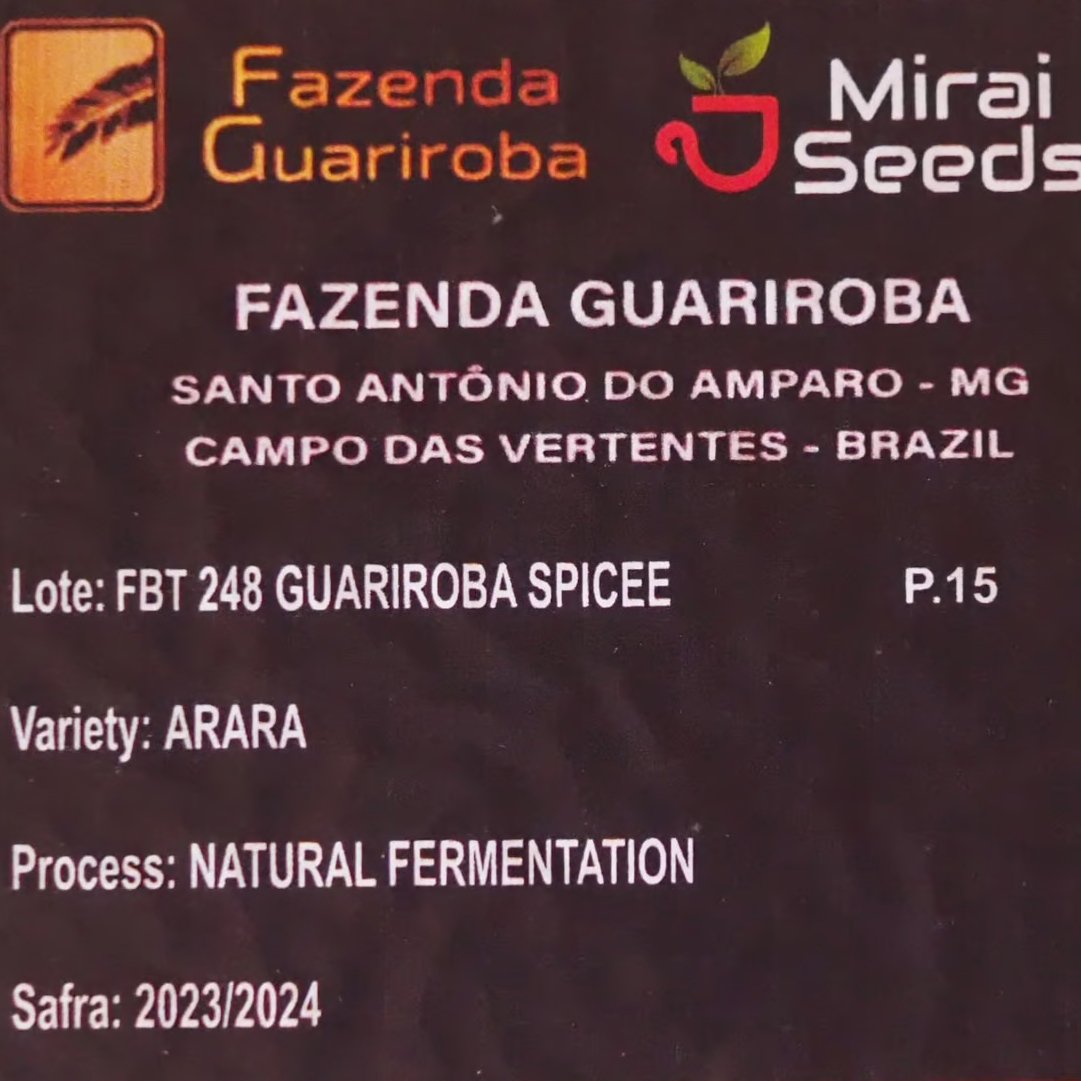 Fazenda
Guariroba
Mirai
Seeds
FAZENDA GUARIROBA
SANTO ANTÔNIO DO AMPARO - MG
CAMPO DAS VERTENTES - BRAZIL
Lote: FBT 248 GUARIROBA SPICEE P.15
Variety: ARARA
Process: NATURAL FERMENTATION
Safra: 2023/2024